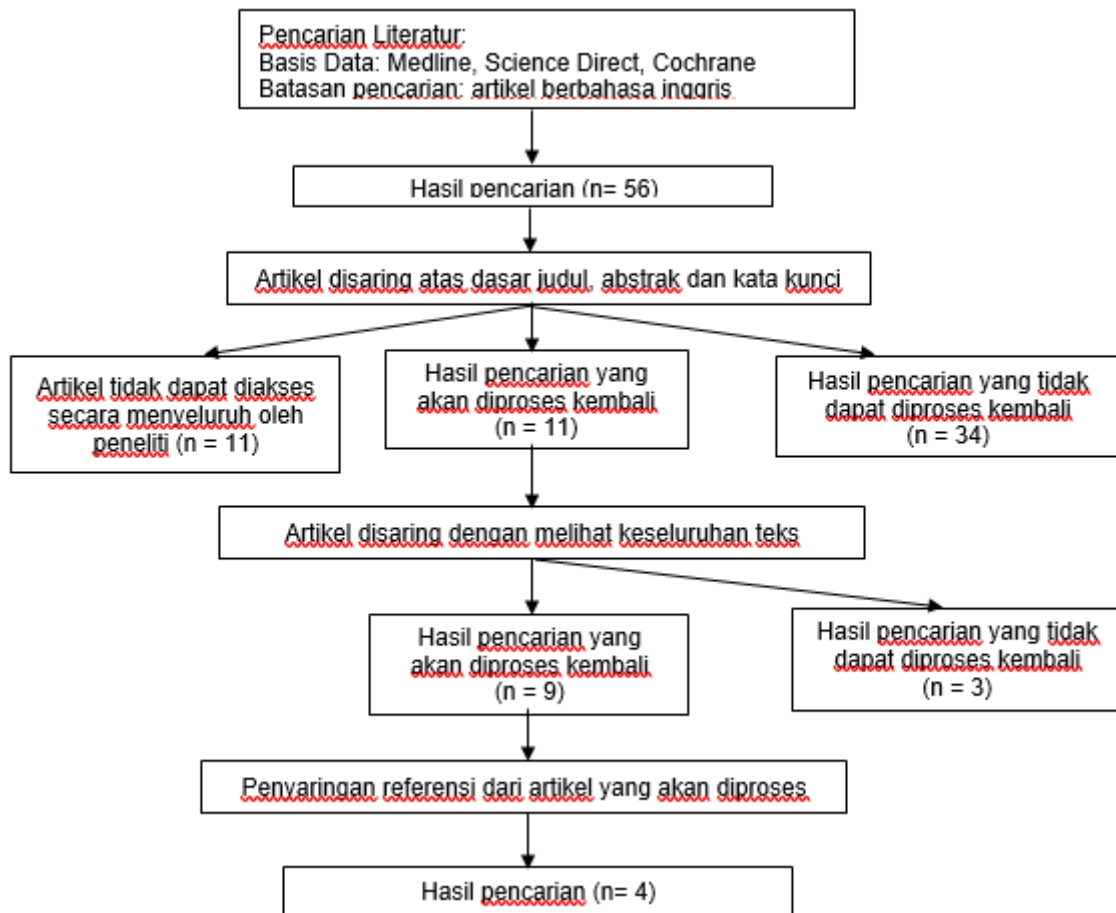 Pencarian Literatur:
Basis Data: Medline, Science Direct, Cochrane
Batasan pencarian: artikel berbahasa inggris
Hasil pencarian (n= 56)
Artikel disaring atas dasar judul, abstrak dan kata kunci
Artikel tidak dapat diakses
secara menyeluruh oleh
peneliti (n = 11)
Hasil pencarian yang
akan diproses kembali
(n = 11)
Hasil pencarian yang tidak
dapat diproses kembali
(n = 34)
Artikel disaring dengan melihat keseluruhan teks
Hasil pencarian yang
akan diproses kembali
(n = 9)
Hasil pencarian yang tidak
dapat diproses kembali
(n = 3)
Penyaringan referensi dari artikel yang akan diproses
Hasil pencarian (n= 4)